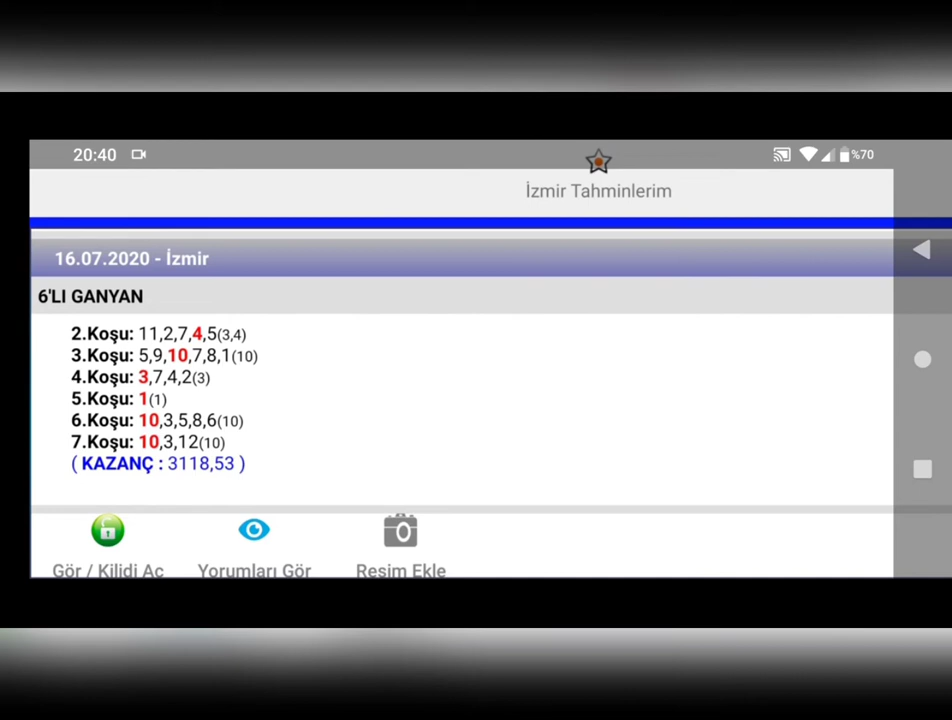 20:40
%70
İzmir Tahminlerim
16.07.2020 - İzmir
6'LI GANYAN
2.Koşu: 11,2,7,4,5(3,4)
3.Koşu: 5,9,10,7,8,1(10)
4.Koşu: 3,7,4,2(3)
5.Koşu: 1(1)
6.Koşu: 10,3,5,8,6(10)
7.Koşu: 10,3,12(10)
( KAZANÇ : 3118,53 )
Gör / Kilidi Aç Yorumları Gör Resim Ekle